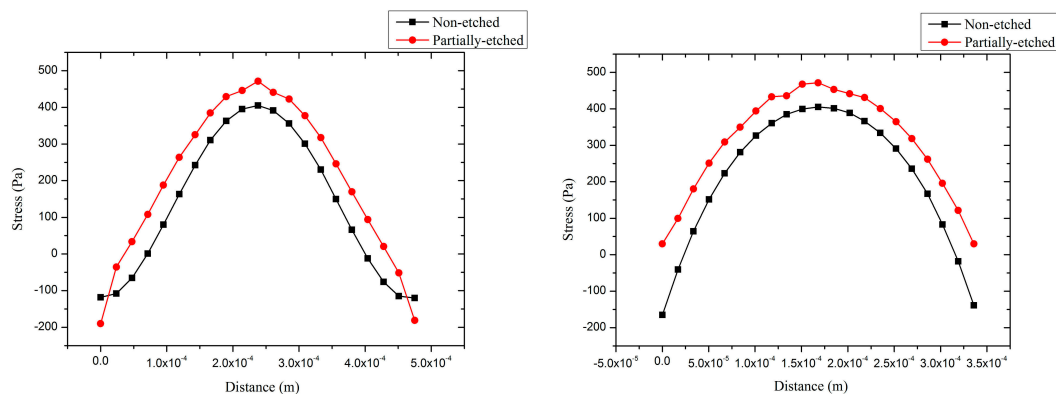 Non-etched
Partially-etched
500
400
300
200
100
0
-100
-200
Stress (Pa)
0.0
1.0x10⁻⁴
2.0x10⁻⁴
3.0x10⁻⁴
4.0x10⁻⁴
5.0x10⁻⁴
Distance (m)
Non-etched
Partially-etched
500
400
300
200
100
0
-100
-200
Stress (Pa)
-5.0x10⁻⁵
0.0
5.0x10⁻⁵
1.0x10⁻⁴
1.5x10⁻⁴
2.0x10⁻⁴
2.5x10⁻⁴
3.0x10⁻⁴
3.5x10⁻⁴
Distance (m)